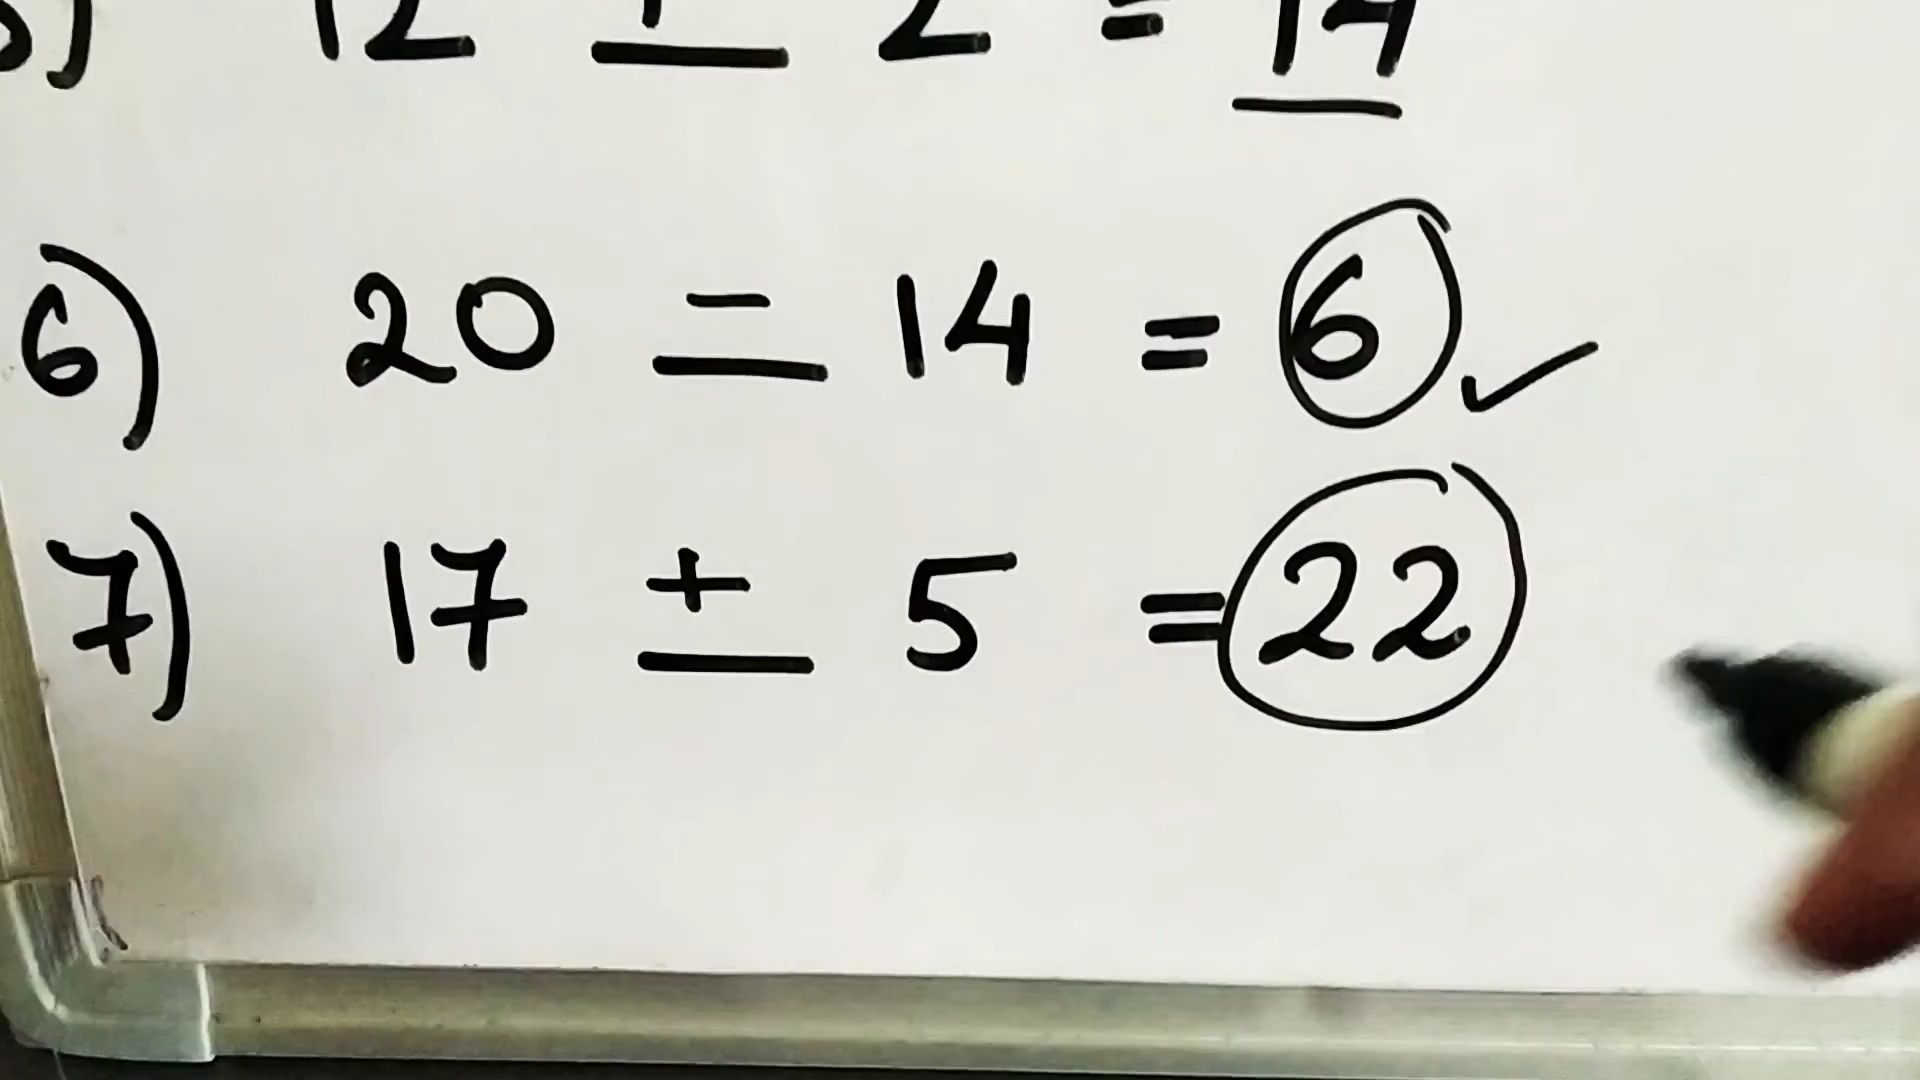 5) 12 + 2 = 14
6) 20 - 14 = 6 ✓
7) 17 + 5 = 22